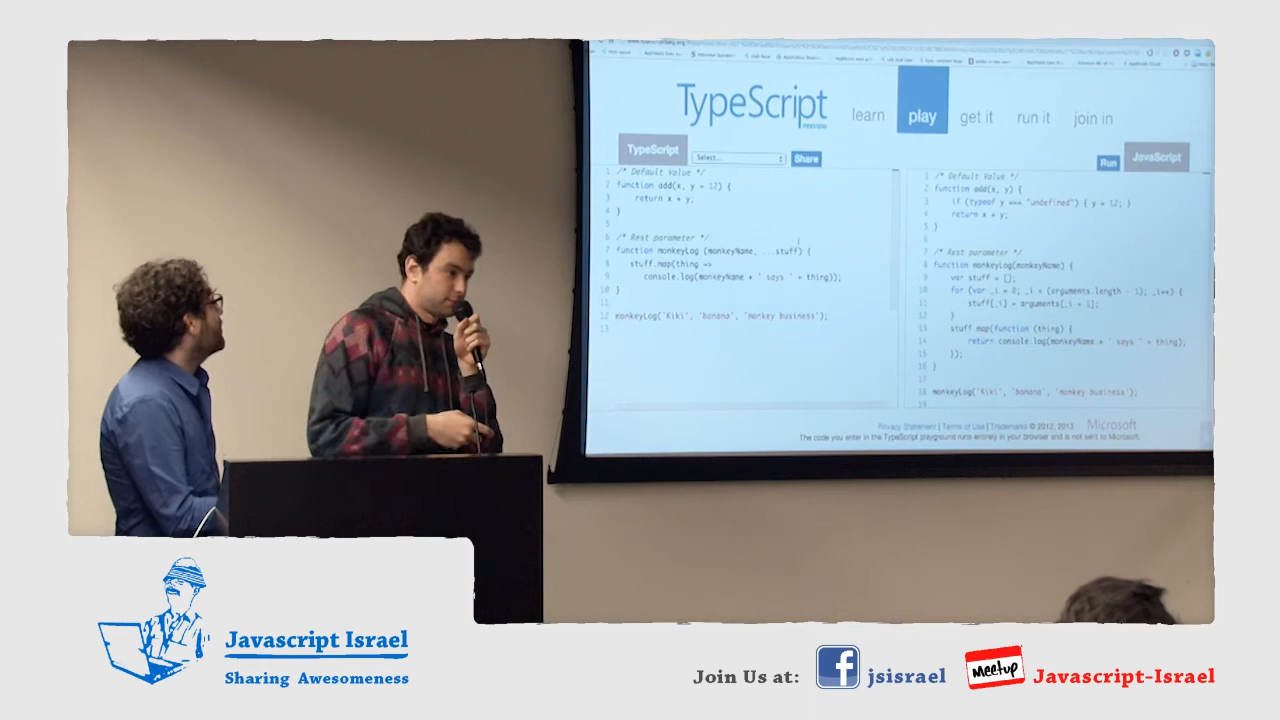 TypeScript
PREVIEW
learn play get it run it join in
TypeScript
Select...
Share
Run
JavaScript
1 /* Default Value */
2 function add(x, y = 12) {
3 return x + y;
4 }
5
6 /* Rest parameter */
7 function monkeyLog (monkeyName, ...stuff) {
8 stuff.map(thing =>
9 console.log(monkeyName + ' says ' + thing));
10 }
11
12 monkeyLog('Kiki', 'banana', 'monkey business');
13
1 /* Default Value */
2 function add(x, y) {
3 if (typeof y === "undefined") { y = 12; }
4 return x + y;
5 }
6
7 /* Rest parameter */
8 function monkeyLog(monkeyName) {
9 var stuff = [];
10 for (var _i = 0; _i < (arguments.length - 1); _i++) {
11 stuff[_i] = arguments[_i + 1];
12 }
13 stuff.map(function (thing) {
14 return console.log(monkeyName + ' says ' + thing);
15 });
16 }
17
18 monkeyLog('Kiki', 'banana', 'monkey business');
19
Privacy Statement | Terms of Use | Trademarks © 2012, 2013 Microsoft
The code you enter in the TypeScript playground runs entirely in your browser and is not sent to Microsoft.
Javascript Israel
Sharing Awesomeness
Join Us at: f jsisrael Meetup Javascript-Israel